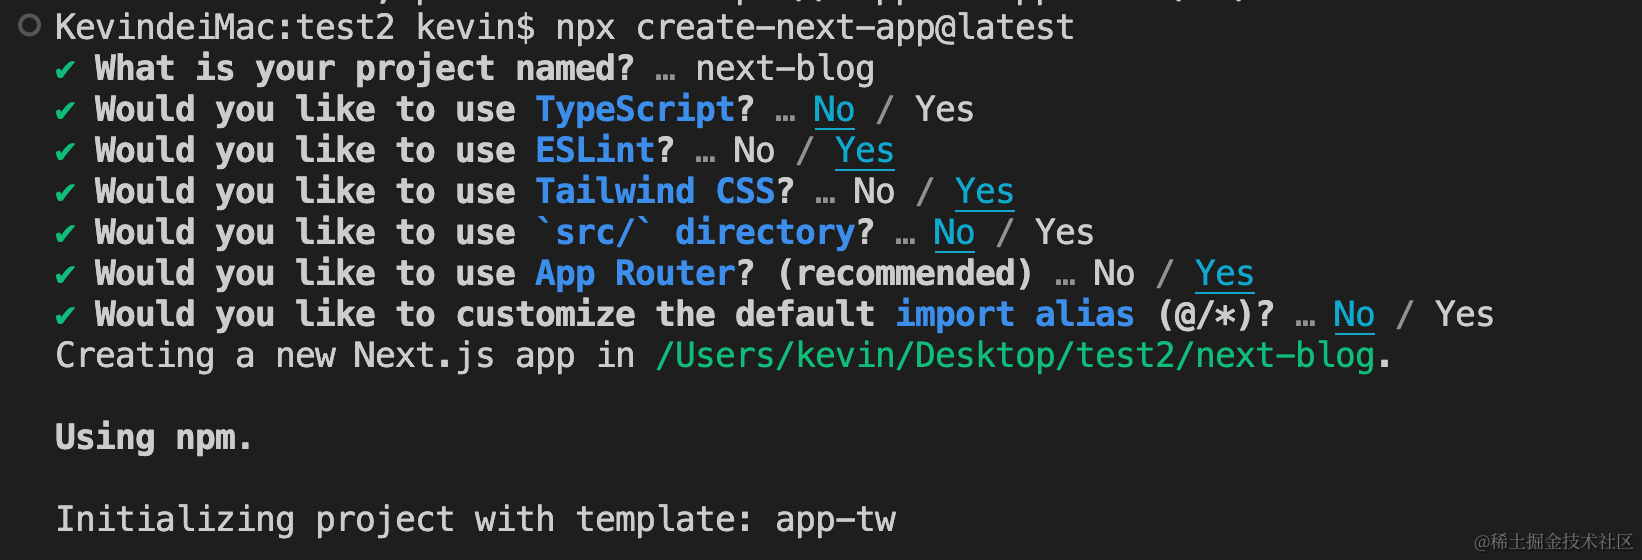 KevindeiMac:test2 kevin$ npx create-next-app@latest
✔ What is your project named? … next-blog
✔ Would you like to use TypeScript? … No / Yes
✔ Would you like to use ESLint? … No / Yes
✔ Would you like to use Tailwind CSS? … No / Yes
✔ Would you like to use `src/` directory? … No / Yes
✔ Would you like to use App Router? (recommended) … No / Yes
✔ Would you like to customize the default import alias (@/*)? … No / Yes
Creating a new Next.js app in /Users/kevin/Desktop/test2/next-blog.
Using npm.
Initializing project with template: app-tw
@稀土掘金技术社区